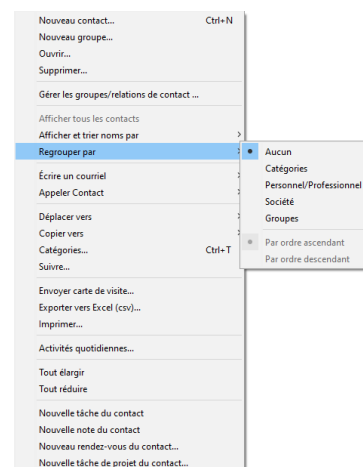 Nouveau contact... Ctrl+N
Nouveau groupe...
Ouvrir...
Supprimer...
Gérer les groupes/relations de contact ...
Afficher tous les contacts
Afficher et trier noms par
Regrouper par
Aucun
Catégories
Personnel/Professionnel
Société
Groupes
Par ordre ascendant
Par ordre descendant
Écrire un courriel
Appeler Contact
Déplacer vers
Copier vers
Catégories... Ctrl+T
Suivre...
Envoyer carte de visite...
Exporter vers Excel (csv)...
Imprimer...
Activités quotidiennes...
Tout élargir
Tout réduire
Nouvelle tâche du contact
Nouvelle note du contact
Nouveau rendez-vous du contact...
Nouvelle tâche de projet du contact...